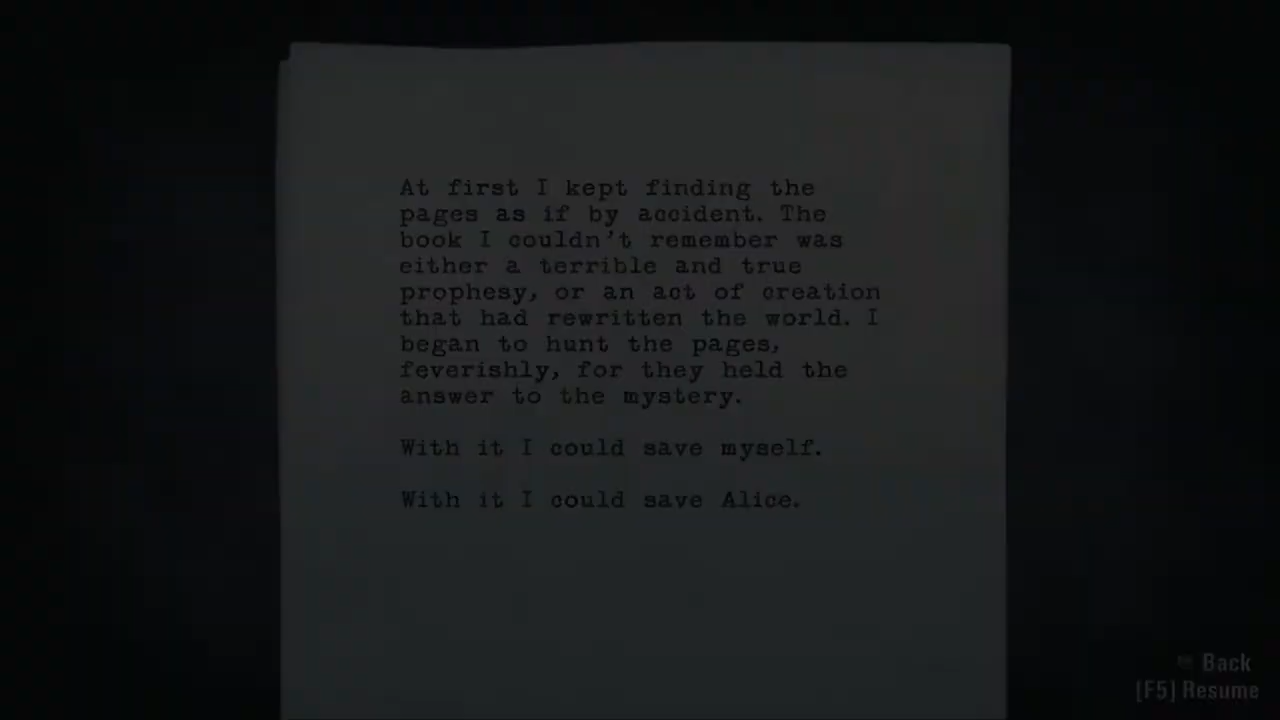 At first I kept finding the
pages as if by accident. The
book I couldn't remember was
either a terrible and true
prophesy, or an act of creation
that had rewritten the world. I
began to hunt the pages,
feverishly, for they held the
answer to the mystery.
With it I could save myself.
With it I could save Alice.
Back
[F5] Resume